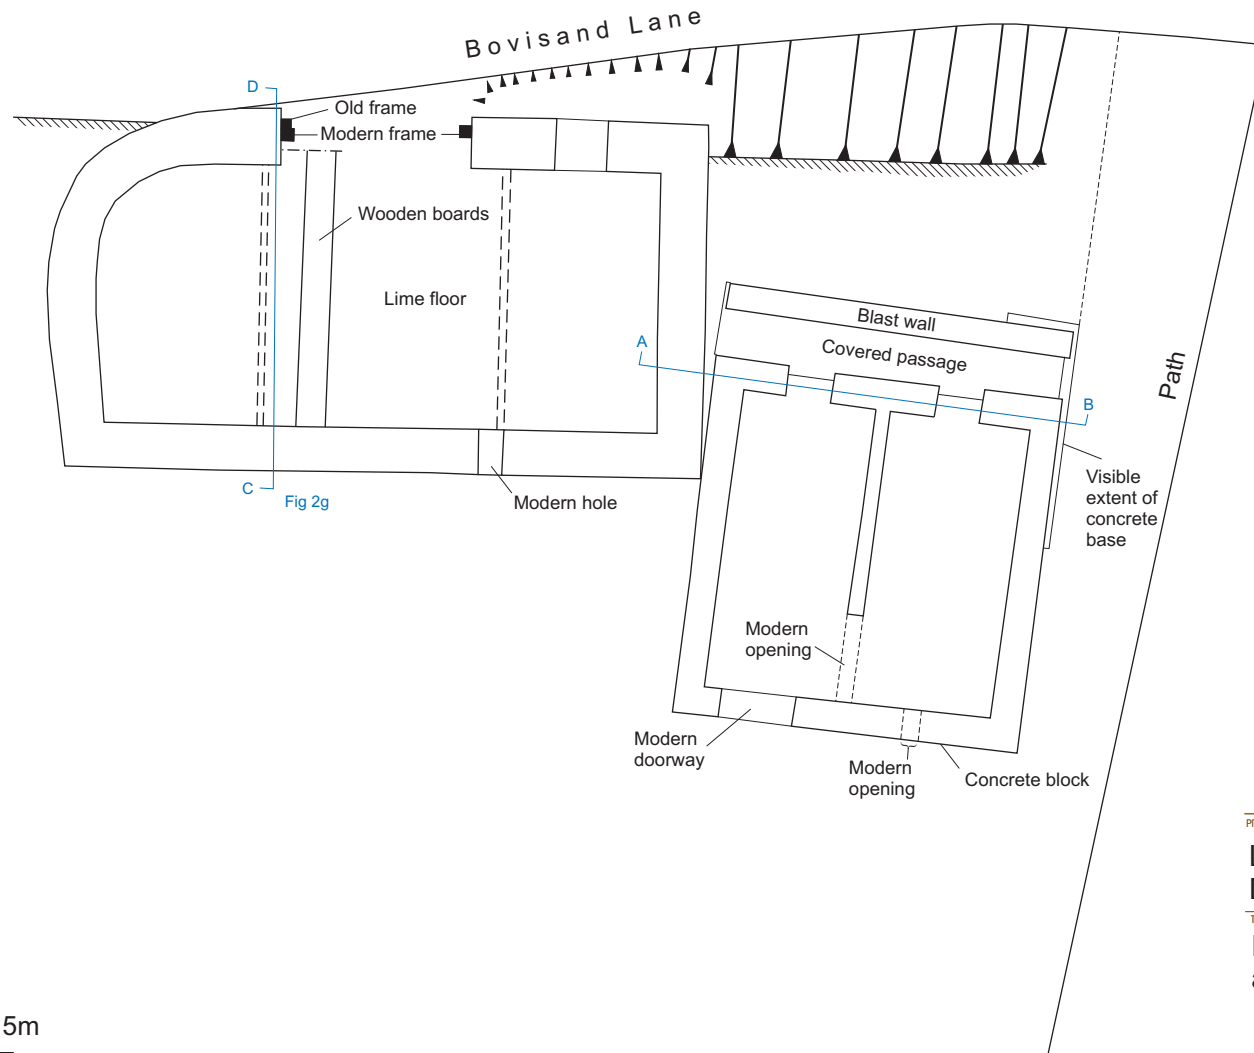 Bovisand Lane
D
Old frame
Modern frame
Wooden boards
Lime floor
Blast wall
Covered passage
A
B
Path
C
Fig 2g
Modern hole
Visible
extent of
concrete
base
Modern
opening
Modern
doorway
Modern
opening
Concrete block
5m